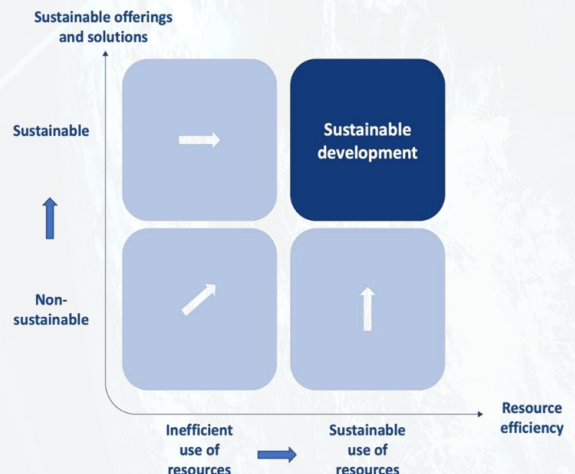 Sustainable offerings
and solutions
Sustainable
Sustainable
development
Non-
sustainable
Resource
efficiency
Inefficient
use of
resources
Sustainable
use of
resources